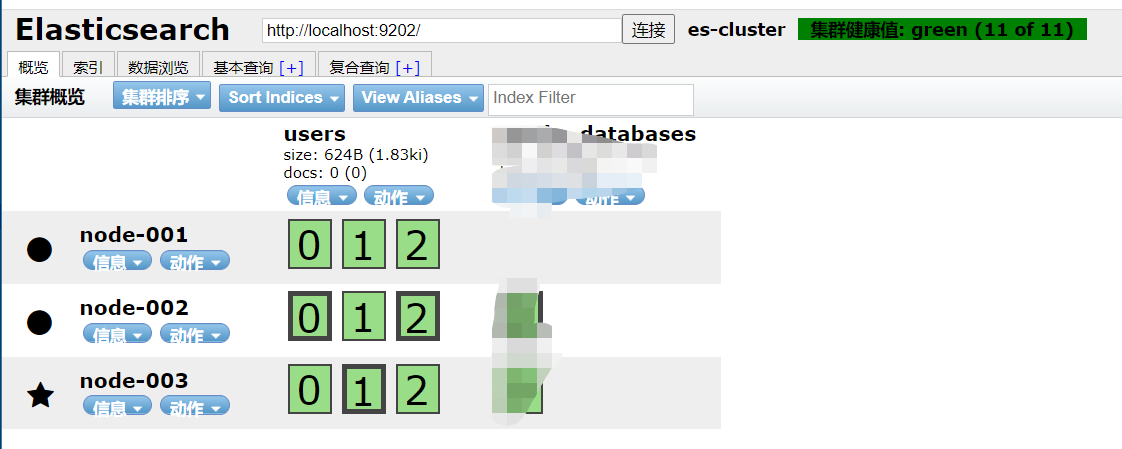 Elasticsearch http://localhost:9202/ 连接 es-cluster 集群健康值: green (11 of 11)
概览 索引 数据浏览 基本查询 [+] 复合查询 [+]
集群概览 集群排序 Sort Indices View Aliases Index Filter
users databases
size: 624B (1.83ki)
docs: 0 (0)
信息 动作 动作
node-001
信息 动作
0 1 2
node-002
信息 动作
0 1 2
node-003
信息 动作
0 1 2